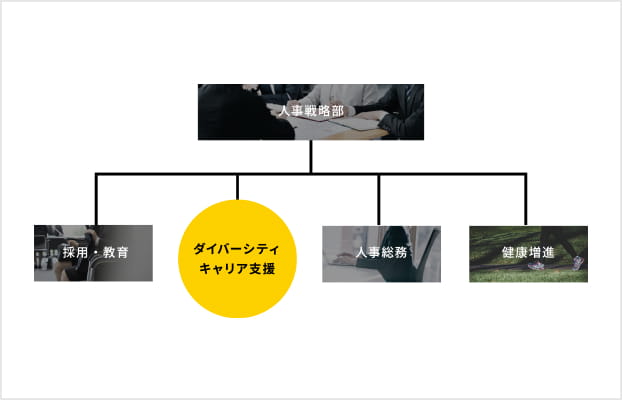 人事戦略部
採用・教育
ダイバーシティ
キャリア支援
人事総務
健康増進